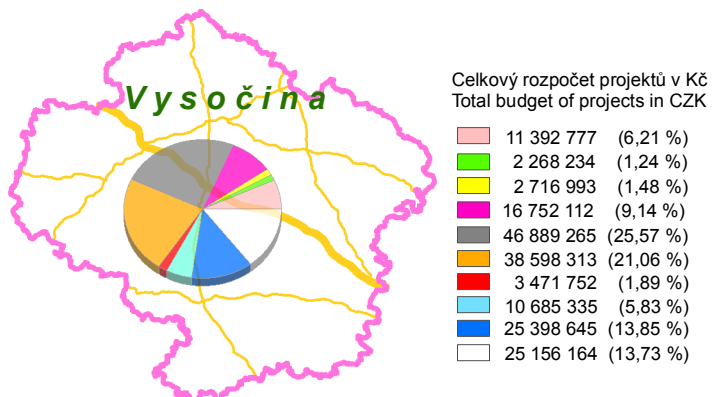 Vysočina
Celkový rozpočet projektů v Kč
Total budget of projects in CZK
11 392 777 (6,21 %)
2 268 234 (1,24 %)
2 716 993 (1,48 %)
16 752 112 (9,14 %)
46 889 265 (25,57 %)
38 598 313 (21,06 %)
3 471 752 (1,89 %)
10 685 335 (5,83 %)
25 398 645 (13,85 %)
25 156 164 (13,73 %)